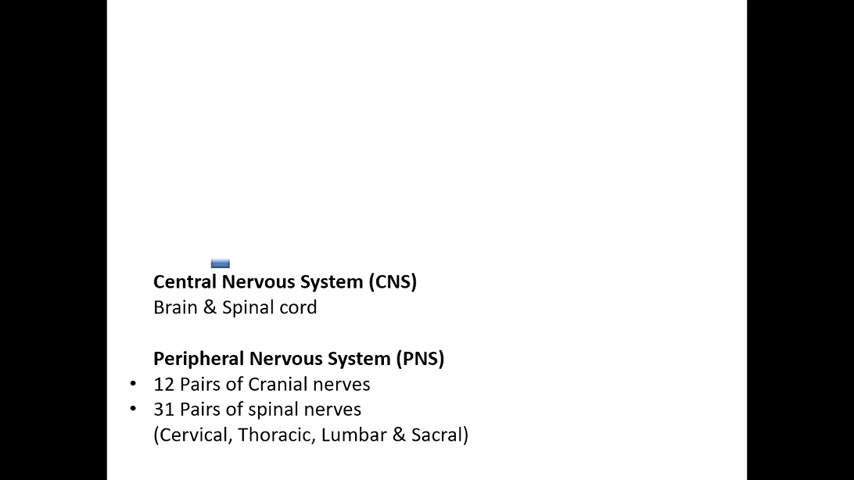 Central Nervous System (CNS)
Brain & Spinal cord
Peripheral Nervous System (PNS)
• 12 Pairs of Cranial nerves
• 31 Pairs of spinal nerves
(Cervical, Thoracic, Lumbar & Sacral)